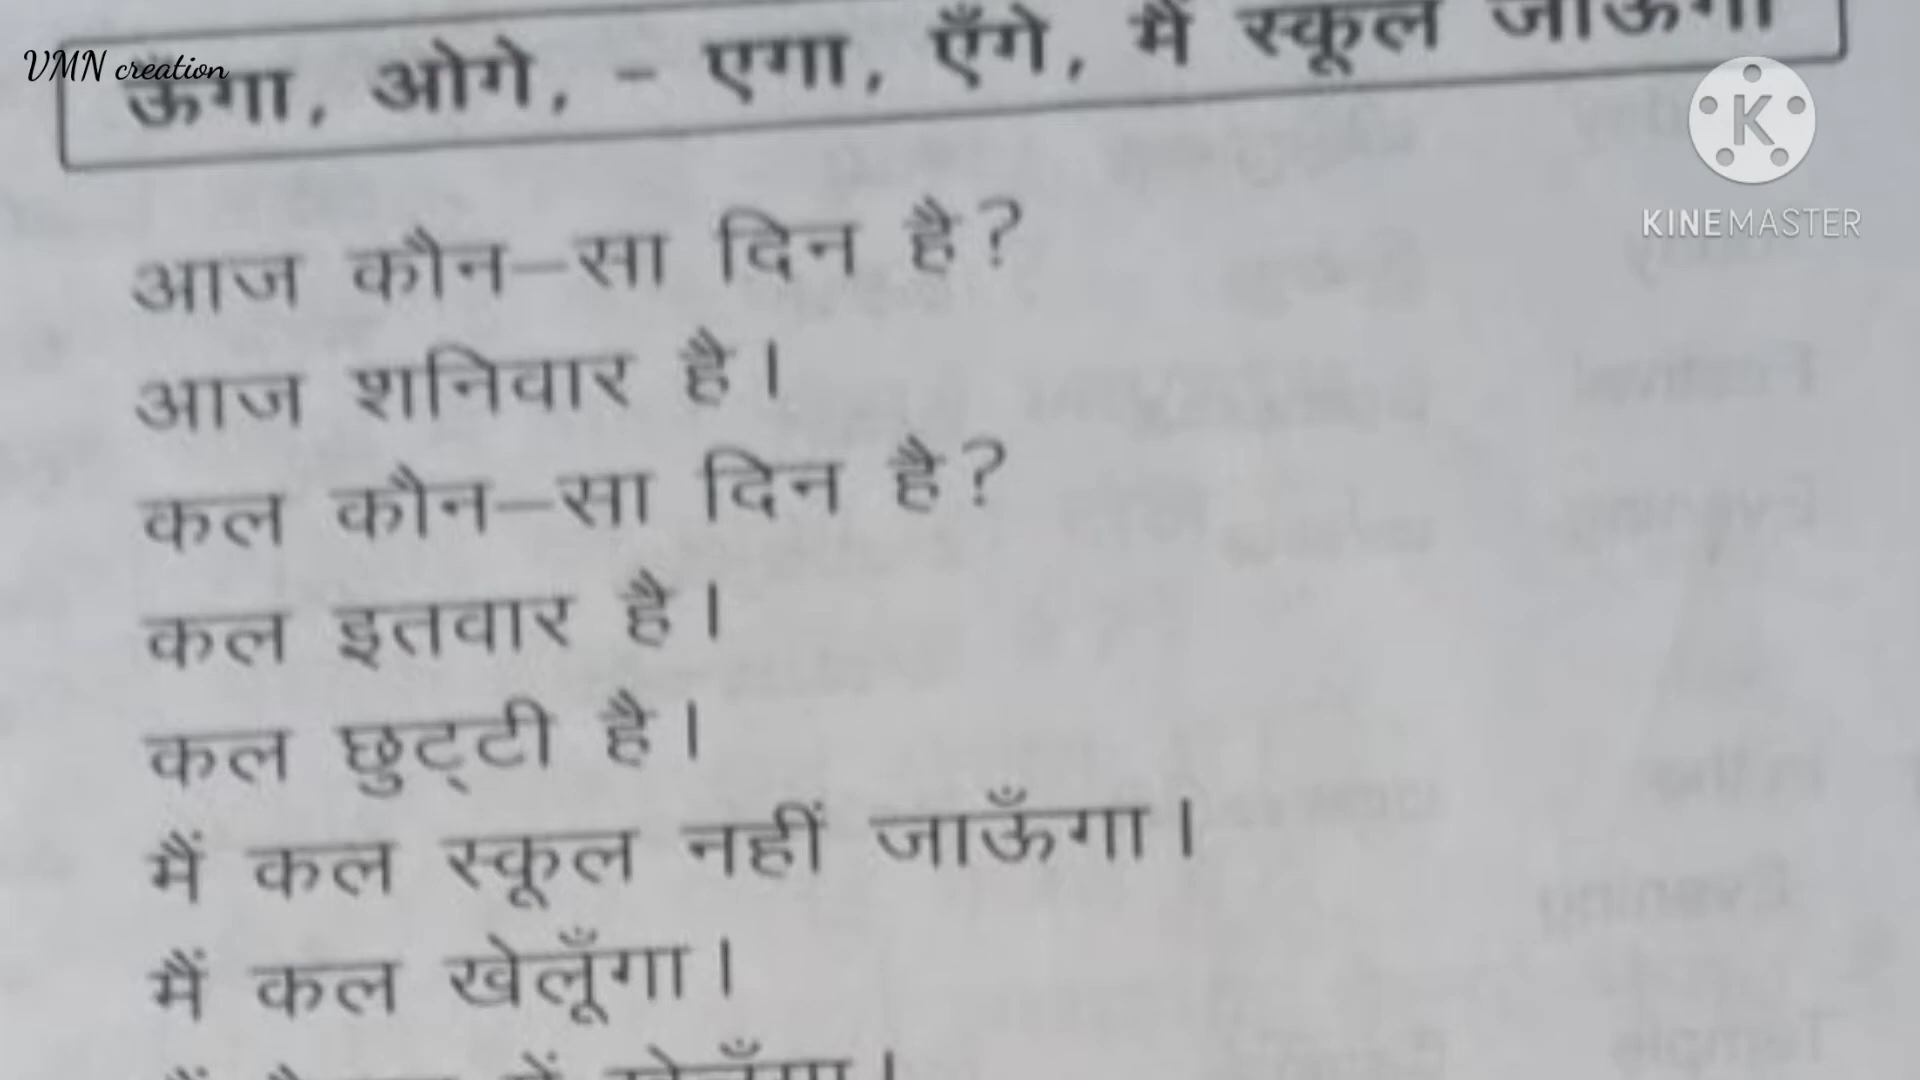 VMN creation
ऊँगा, ओगे, - एगा, एँगे, मैं स्कूल जाऊँगा
K
KINEMASTER
आज कौन–सा दिन है?
आज शनिवार है।
कल कौन–सा दिन है?
कल इतवार है।
कल छुट्टी है।
मैं कल स्कूल नहीं जाऊँगा।
मैं कल खेलूँगा।